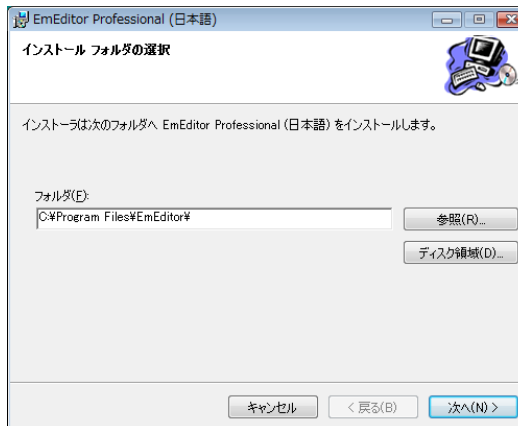 EmEditor Professional (日本語)
インストール フォルダの選択
インストーラは次のフォルダへ EmEditor Professional (日本語) をインストールします。
フォルダ(F):
C:¥Program Files¥EmEditor¥
参照(R)...
ディスク領域(D)...
キャンセル
< 戻る(B)
次へ(N) >